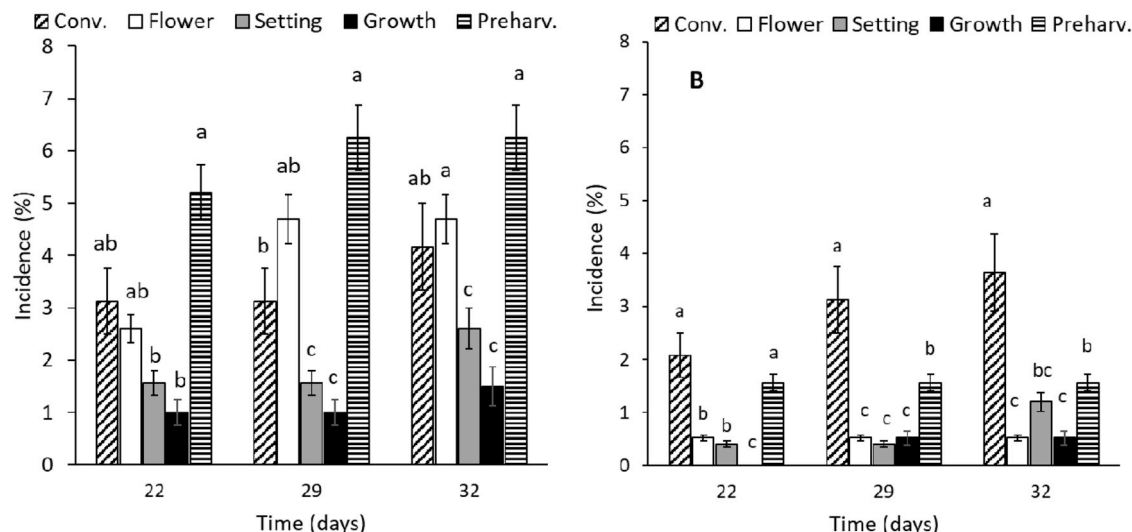 Conv. Flower Setting Growth Preharv.
8
7
6
5
4
3
2
1
0
Incidence (%)
ab
ab
b
b
a
b
ab
c
c
a
ab
a
c
c
a
22 29 32
Time (days)
Conv. Flower Setting Growth Preharv.
B
8
7
6
5
4
3
2
1
0
Incidence (%)
a
b
b
c
a
a
c
c
c
b
a
c
bc
c
b
22 29 32
Time (days)